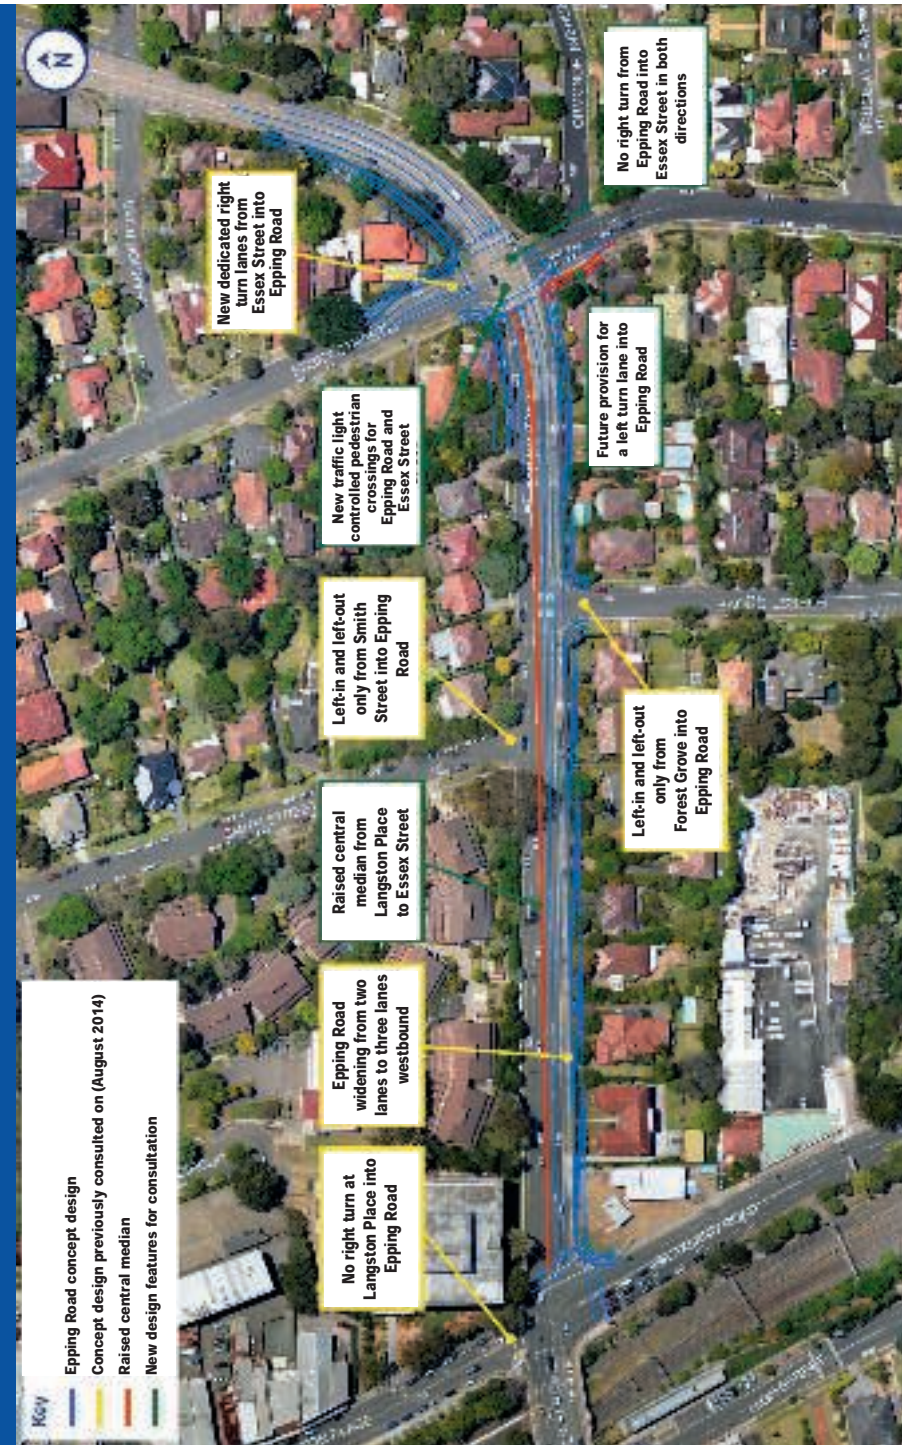 Key
Epping Road concept design
Concept design previously consulted on (August 2014)
Raised central median
New design features for consultation
No right turn at
Langston Place into
Epping Road
Epping Road
widening from two
lanes to three lanes
westbound
Raised central
median from
Langston Place
to Essex Street
Left-in and left-out
only from Smith
Street into Epping
Road
New traffic light
controlled pedestrian
crossings for
Epping Road and
Essex Street
New dedicated right
turn lanes from
Essex Street into
Epping Road
N
Left-in and left-out
only from
Forest Grove into
Epping Road
Future provision for
a left turn lane into
Epping Road
No right turn from
Epping Road into
Essex Street in both
directions